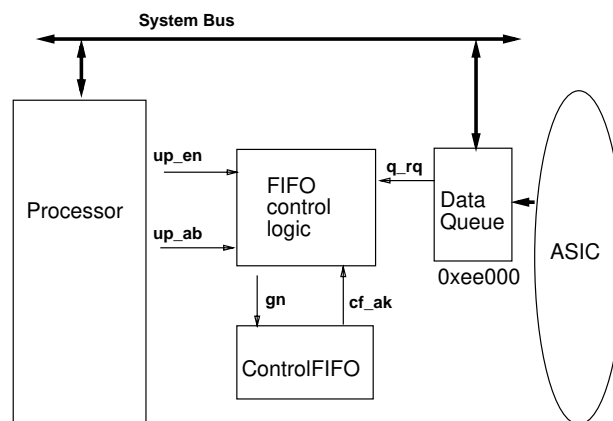 System Bus
up_en
q_rq
FIFO
control
logic
Data
Queue
Processor
up_ab
ASIC
0xee000
gn
cf_ak
ControlFIFO